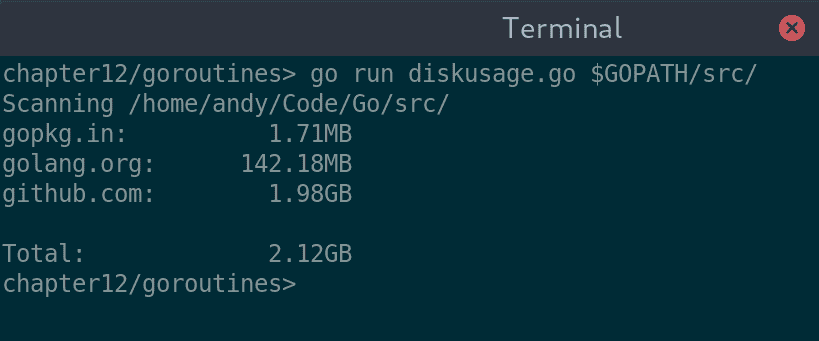 Terminal
chapter12/goroutines> go run diskusage.go $GOPATH/src/
Scanning /home/andy/Code/Go/src/
gopkg.in:          1.71MB
golang.org:      142.18MB
github.com:        1.98GB

Total:             2.12GB
chapter12/goroutines>